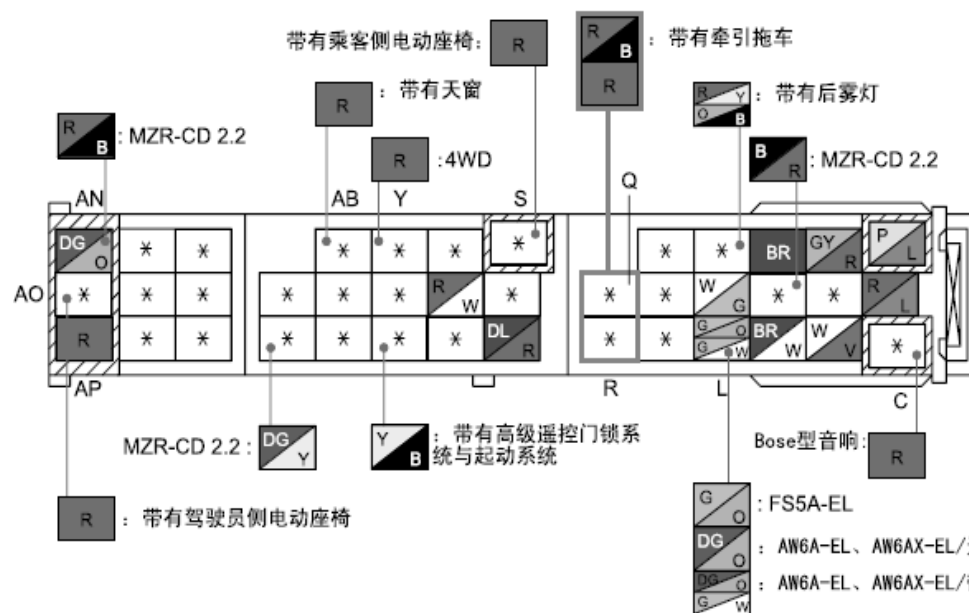 带有乘客侧电动座椅: R
R B R : 带有牵引拖车
R : 带有天窗
R Y O B : 带有后雾灯
R B : MZR-CD 2.2
R :4WD
B R : MZR-CD 2.2
AN AB Y S Q
DG O * * * * * * * * BR GY R P L
AO * * * * * * R W * * * W G * * R L
R * * * * * * DL R * * G O G W BR W W V *
AP R L C
MZR-CD 2.2 : DG Y
Y B : 带有高级遥控门锁系
统与起动系统
Bose型音响: R
R : 带有驾驶员侧电动座椅
G O : FS5A-EL
DG O : AW6A-EL、AW6AX-EL/
DG O G W : AW6A-EL、AW6AX-EL/